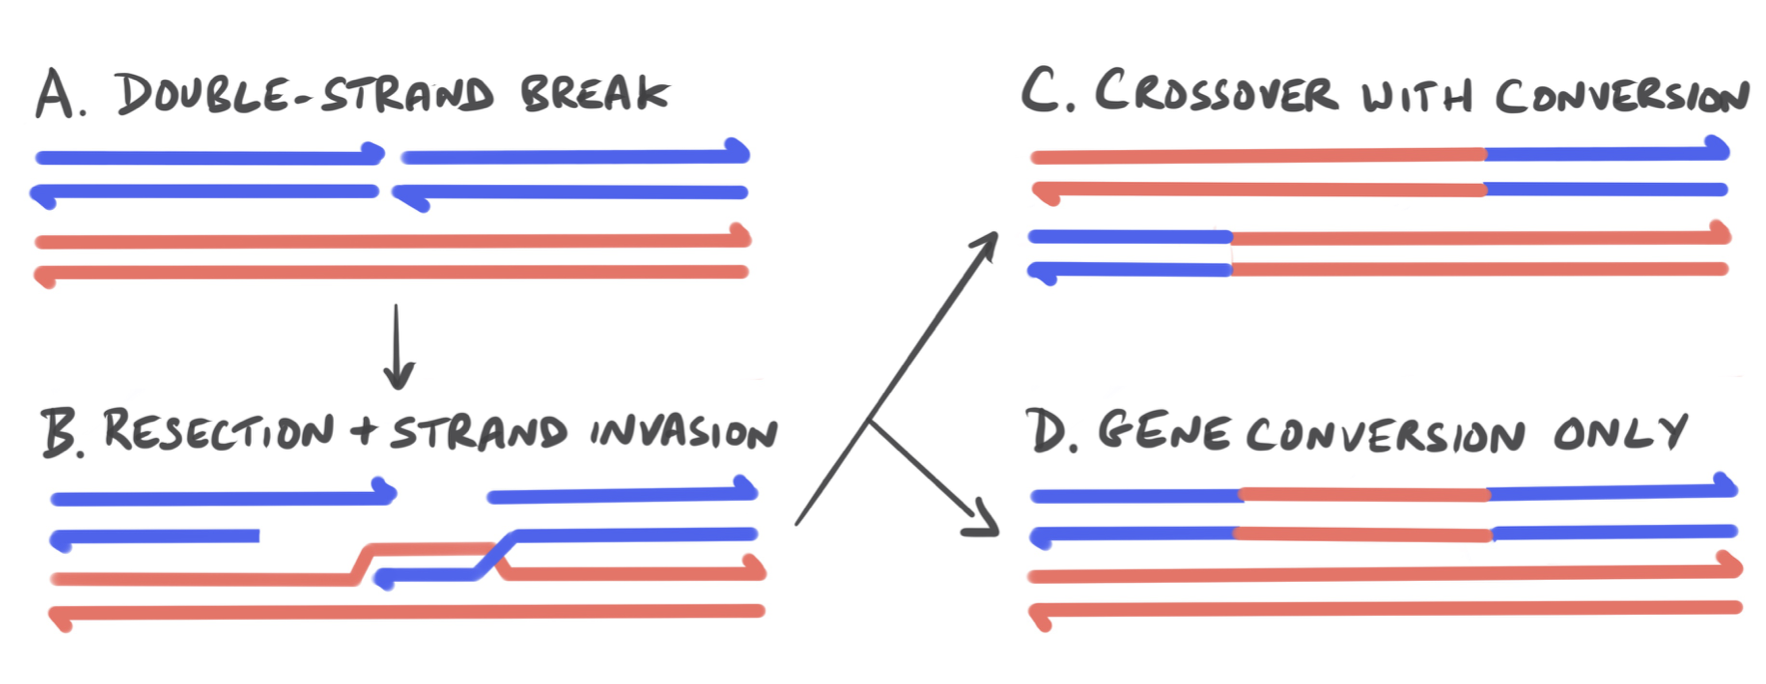 A. DOUBLE-STRAND BREAK
B. RESECTION + STRAND INVASION
C. CROSSOVER WITH CONVERSION
D. GENE CONVERSION ONLY